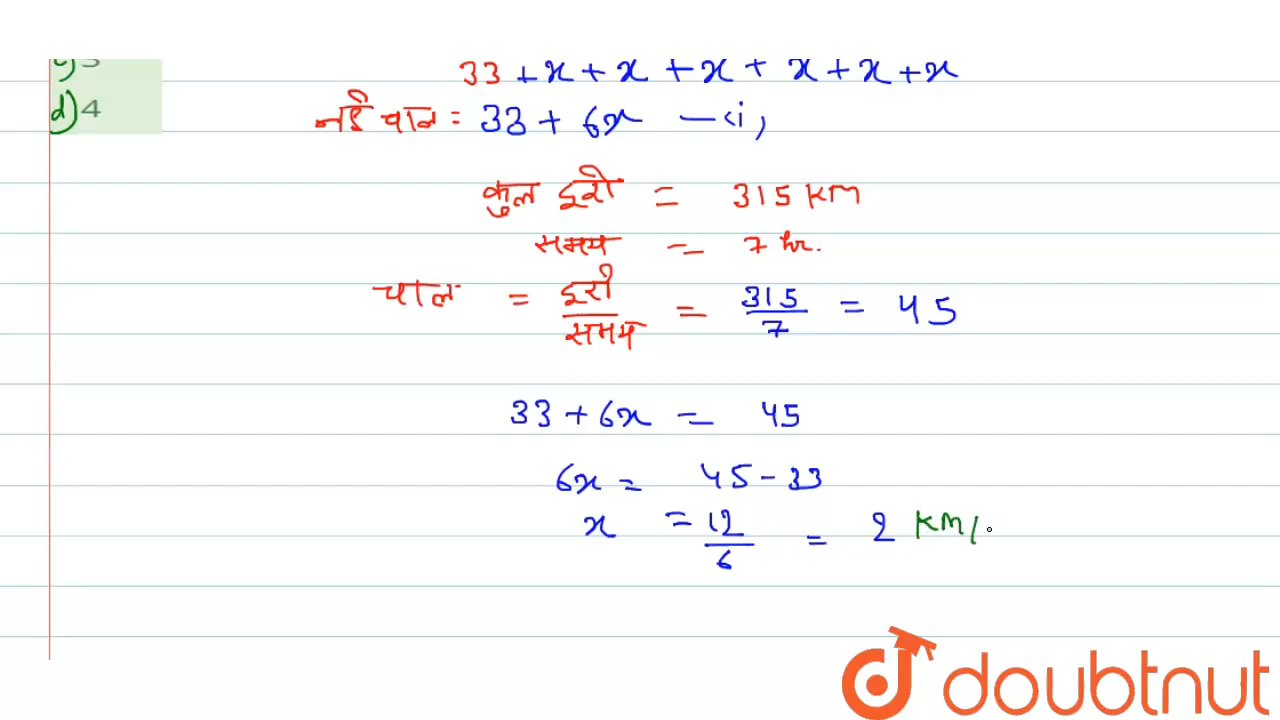 33 + x + x + x + x + x + x
d) 4
नई चाल = 33 + 6x — (i)
कुल दूरी = 315 KM
समय = 7 hr.
चाल = दूरी/समय = 315/7 = 45
33 + 6x = 45
6x = 45 - 33
x = 12/6 = 2 KM/
doubtnut